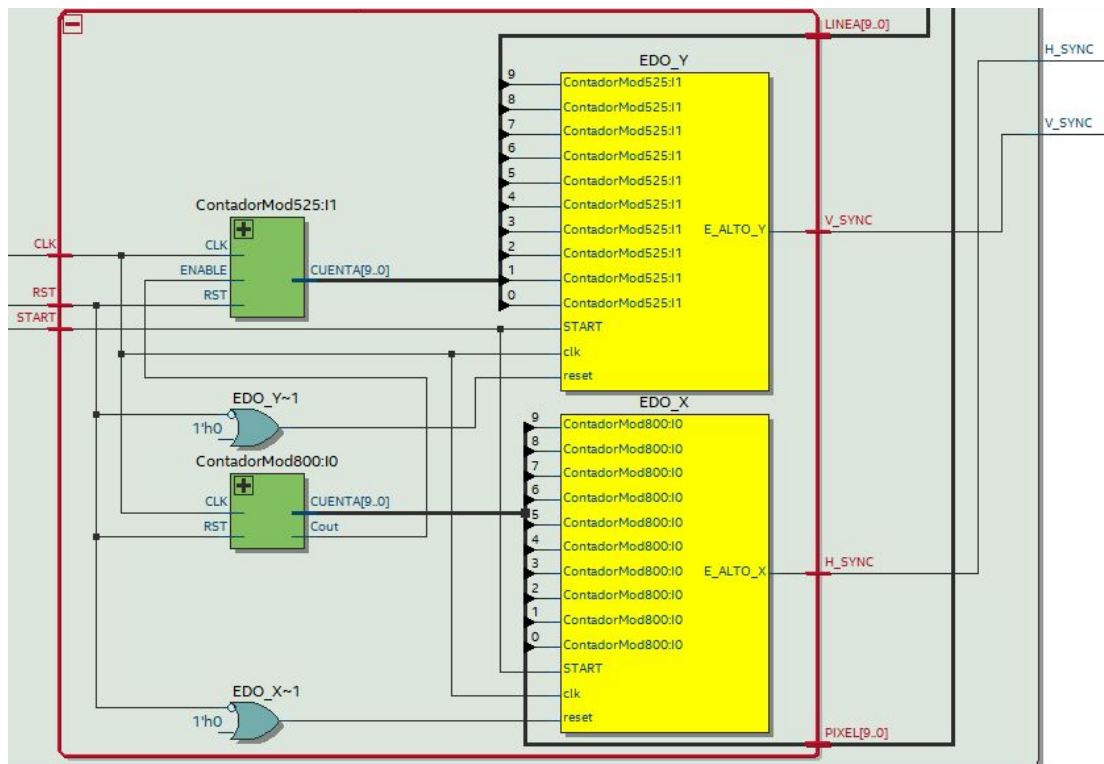 LINEA[9..0]
H_SYNC
EDO_Y
9 ContadorMod525:I1
8 ContadorMod525:I1
7 ContadorMod525:I1
V_SYNC
6 ContadorMod525:I1
5 ContadorMod525:I1
4 ContadorMod525:I1
ContadorMod525:I1
3 ContadorMod525:I1 E_ALTO_Y V_SYNC
CLK CLK
2 ContadorMod525:I1
ENABLE CUENTA[9..0]
1 ContadorMod525:I1
RST RST
0 ContadorMod525:I1
START START
clk
reset
EDO_Y~1
EDO_X
1'h0
9 ContadorMod800:I0
8 ContadorMod800:I0
ContadorMod800:I0
7 ContadorMod800:I0
6 ContadorMod800:I0
CLK CUENTA[9..0]
5 ContadorMod800:I0
RST Cout
4 ContadorMod800:I0
3 ContadorMod800:I0 E_ALTO_X H_SYNC
2 ContadorMod800:I0
1 ContadorMod800:I0
0 ContadorMod800:I0
START
EDO_X~1
clk
1'h0
reset
PIXEL[9..0]